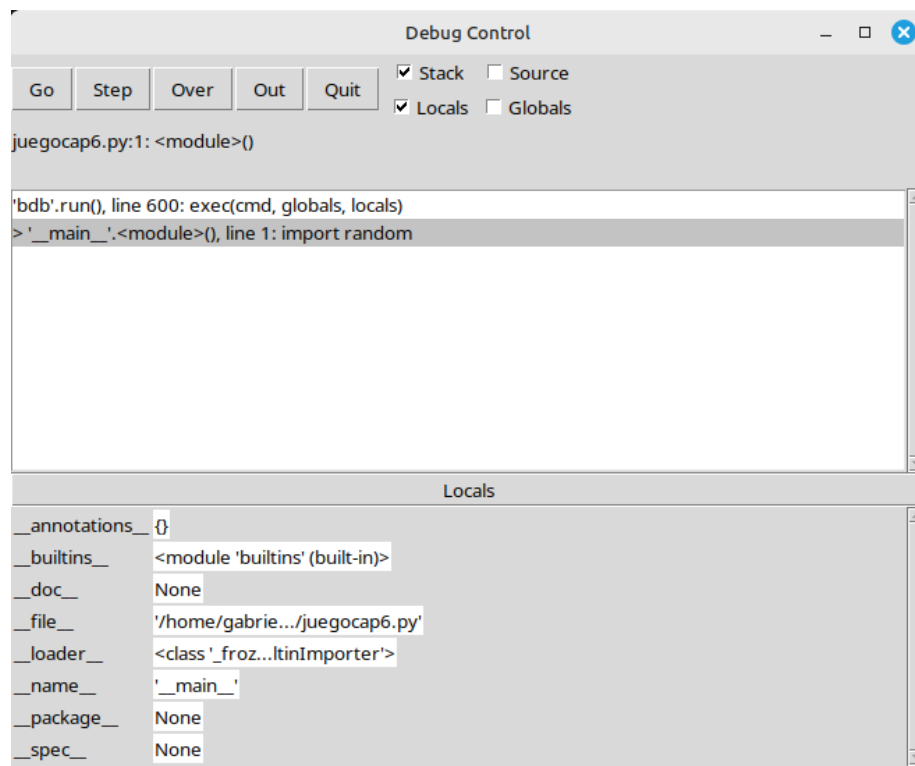 Debug Control
Go Step Over Out Quit Stack Source
Locals Globals
juegocap6.py:1: <module>()
'bdb'.run(), line 600: exec(cmd, globals, locals)
> '__main__'.<module>(), line 1: import random
Locals
__annotations__ {}
__builtins__ <module 'builtins' (built-in)>
__doc__ None
__file__ '/home/gabrie.../juegocap6.py'
__loader__ <class '_froz...ltinImporter'>
__name__ '__main__'
__package__ None
__spec__ None